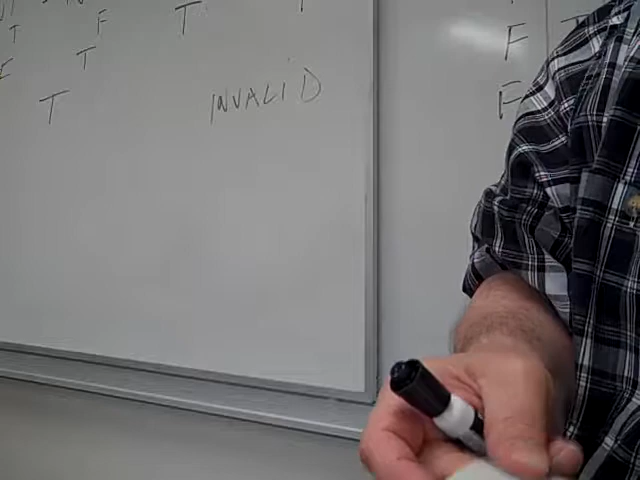 F T
T T F
F T
T INVALID F